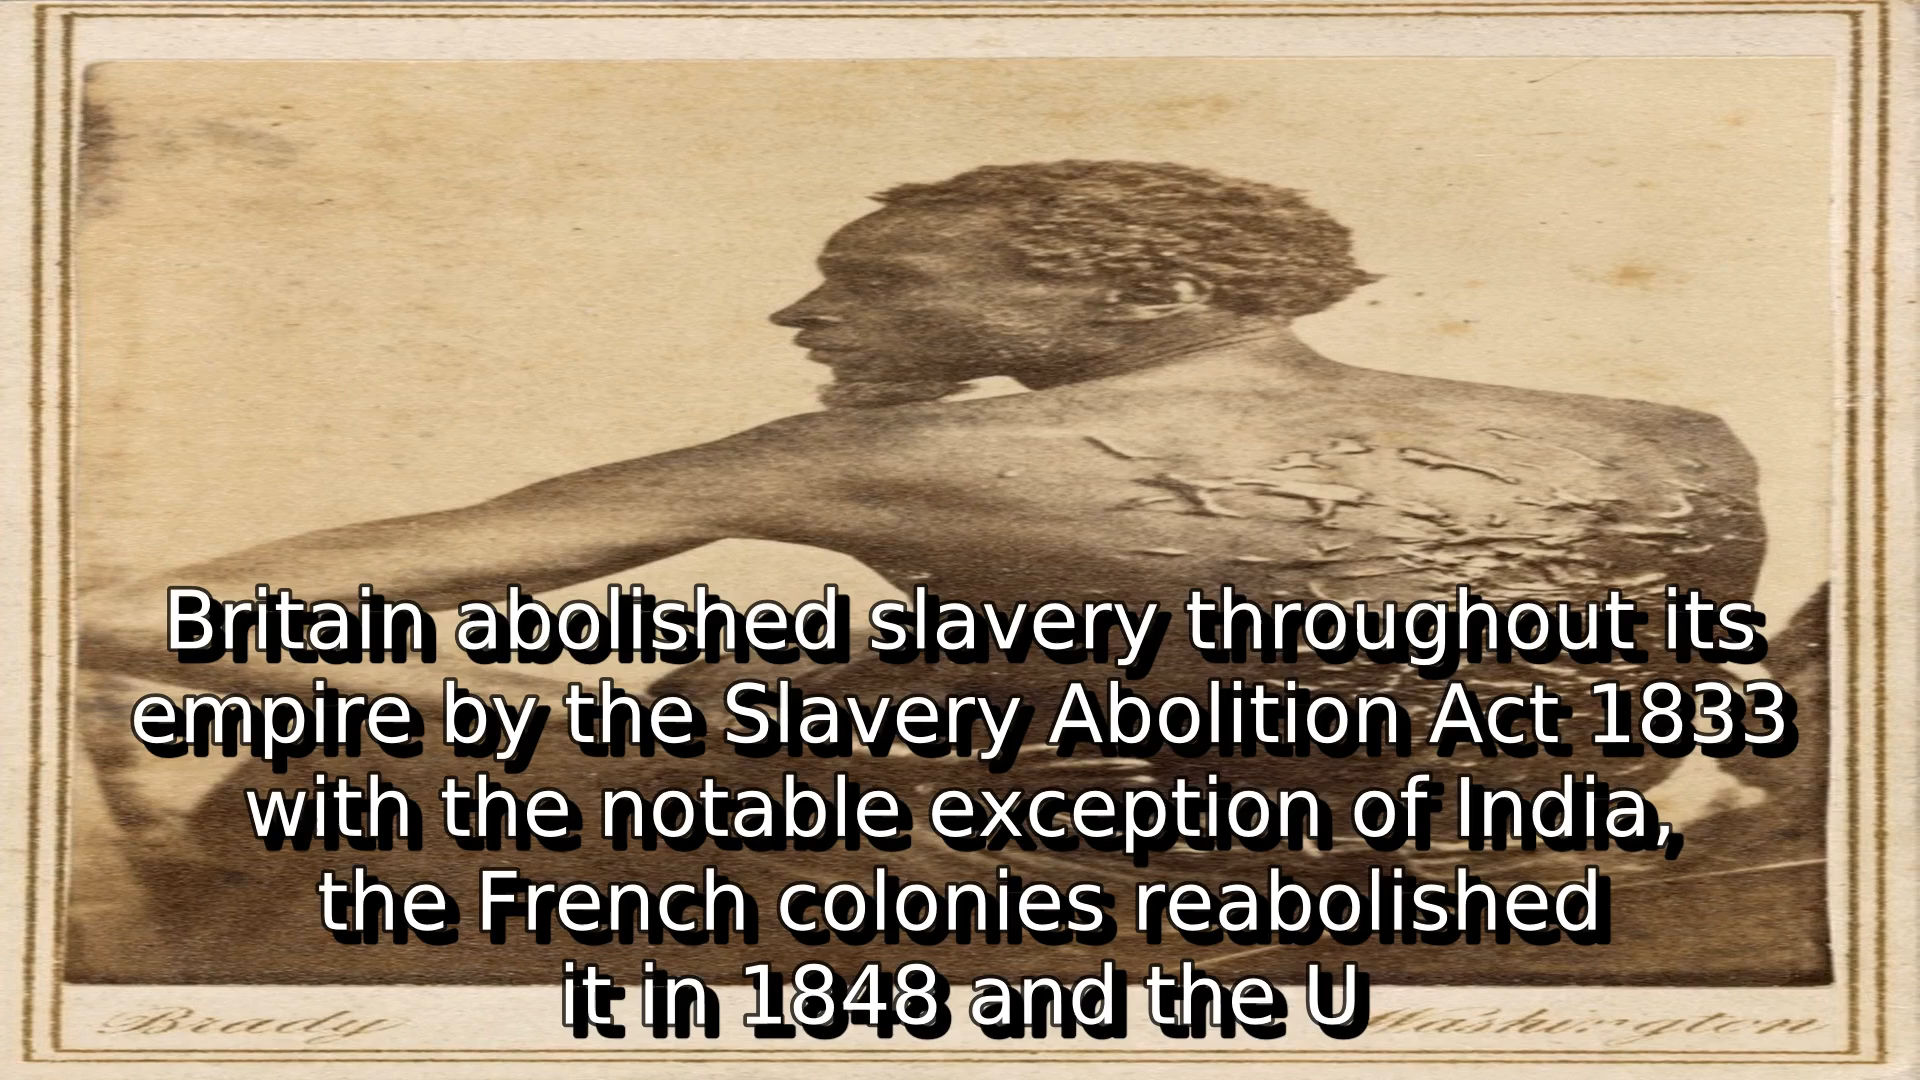 Britain abolished slavery throughout its
empire by the Slavery Abolition Act 1833
with the notable exception of India,
the French colonies reabolished
it in 1848 and the U
Brady
Washington